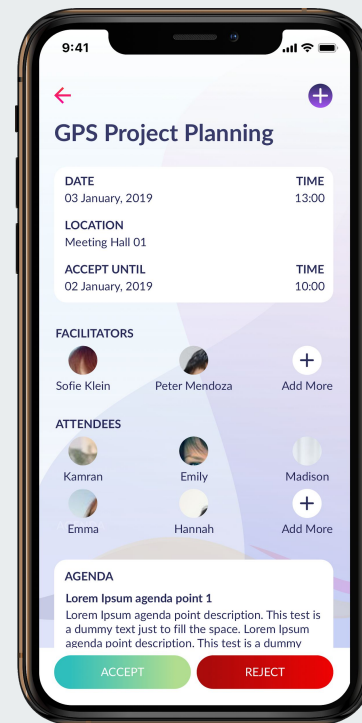 9:41
GPS Project Planning
DATE TIME
03 January, 2019 13:00
LOCATION
Meeting Hall 01
ACCEPT UNTIL TIME
02 January, 2019 10:00
FACILITATORS
Sofie Klein Peter Mendoza Add More
ATTENDEES
Kamran Emily Madison
Emma Hannah Add More
AGENDA
Lorem Ipsum agenda point 1
Lorem Ipsum agenda point description. This test is
a dummy text just to fill the space. Lorem Ipsum
agenda point description. This test is a dummy
ACCEPT REJECT